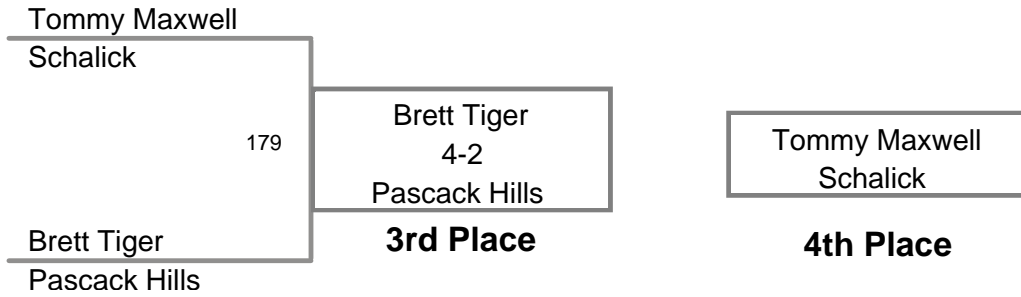 Tommy Maxwell
Schalick
179
Brett Tiger
Pascack Hills
Brett Tiger
4-2
Pascack Hills
3rd Place
Tommy Maxwell
Schalick
4th Place